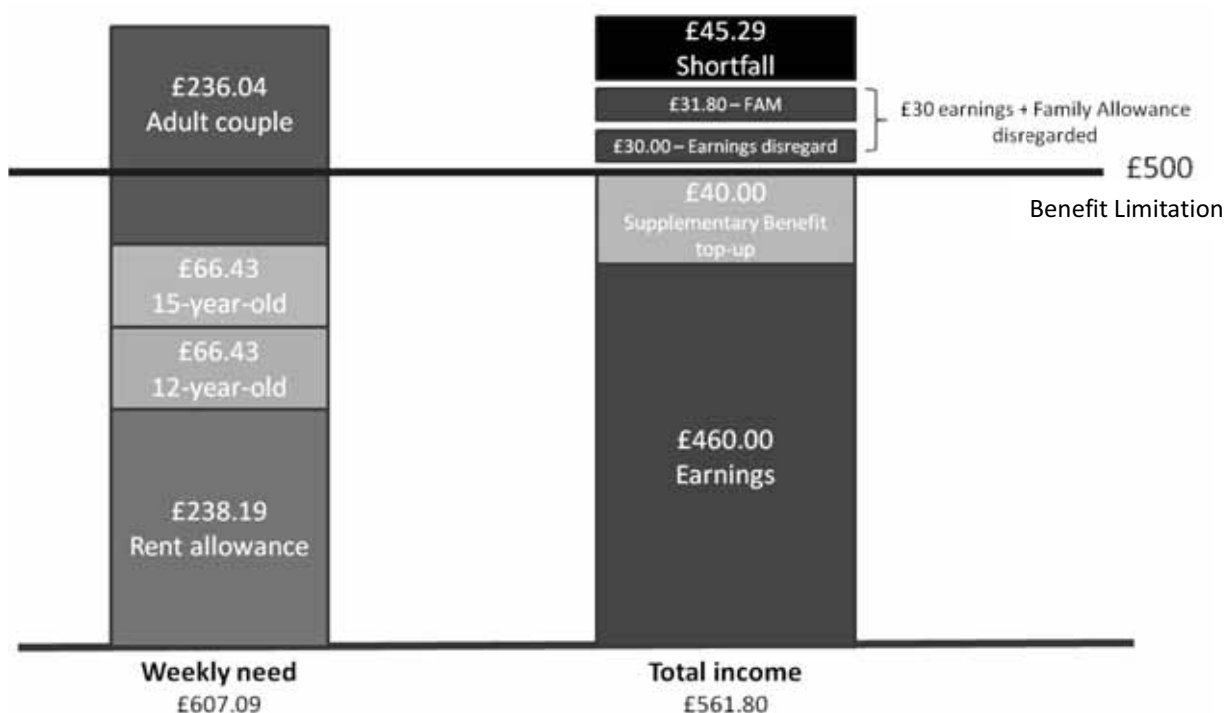 £236.04
Adult couple
£66.43
15-year-old
£66.43
12-year-old
£238.19
Rent allowance
Weekly need
£607.09
£45.29
Shortfall
£31.80 – FAM
£30.00 – Earnings disregard
£30 earnings + Family Allowance
disregarded
£500
Benefit Limitation
£40.00
Supplementary Benefit
top-up
£460.00
Earnings
Total income
£561.80